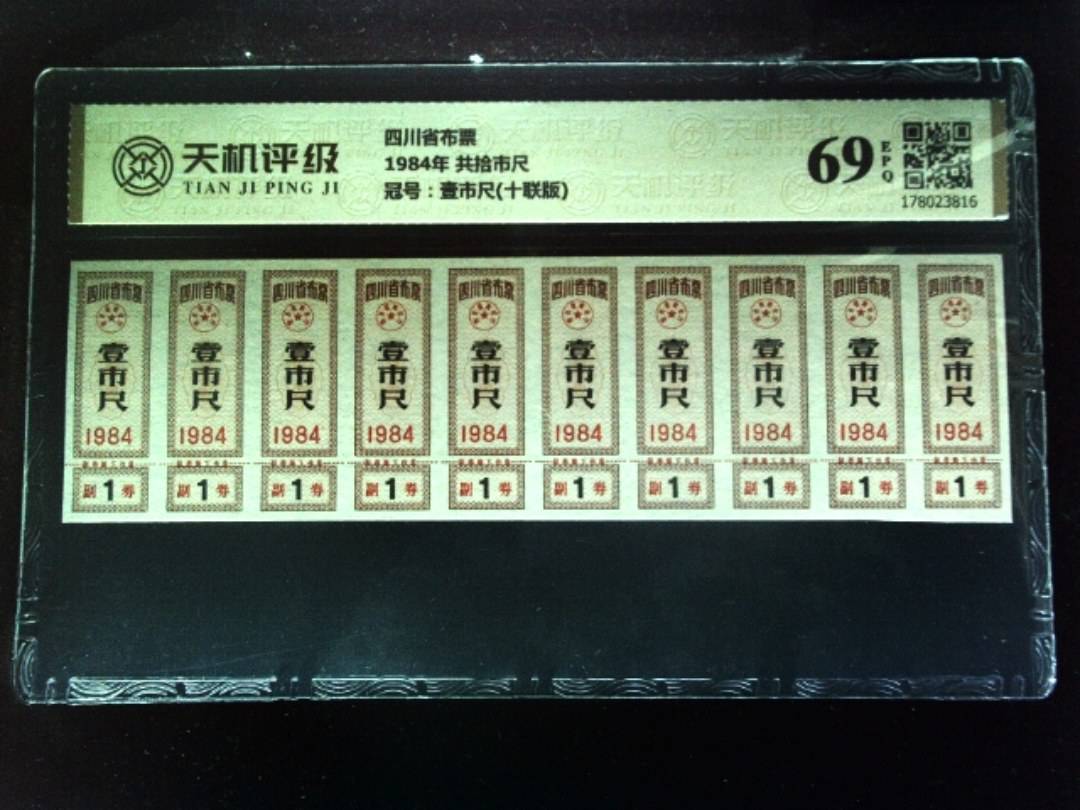 天机评级
TIAN JI PING JI
四川省布票
1984年 共拾市尺
冠号：壹市尺(十联版)
69
EPQ
178023816
四川省布票 四川省布票 四川省布票 四川省布票 四川省布票 四川省布票 四川省布票 四川省布票 四川省布票 四川省布票
壹市尺 壹市尺 壹市尺 壹市尺 壹市尺 壹市尺 壹市尺 壹市尺 壹市尺 壹市尺
1984 1984 1984 1984 1984 1984 1984 1984 1984 1984
副1券 副1券 副1券 副1券 副1券 副1券 副1券 副1券 副1券 副1券